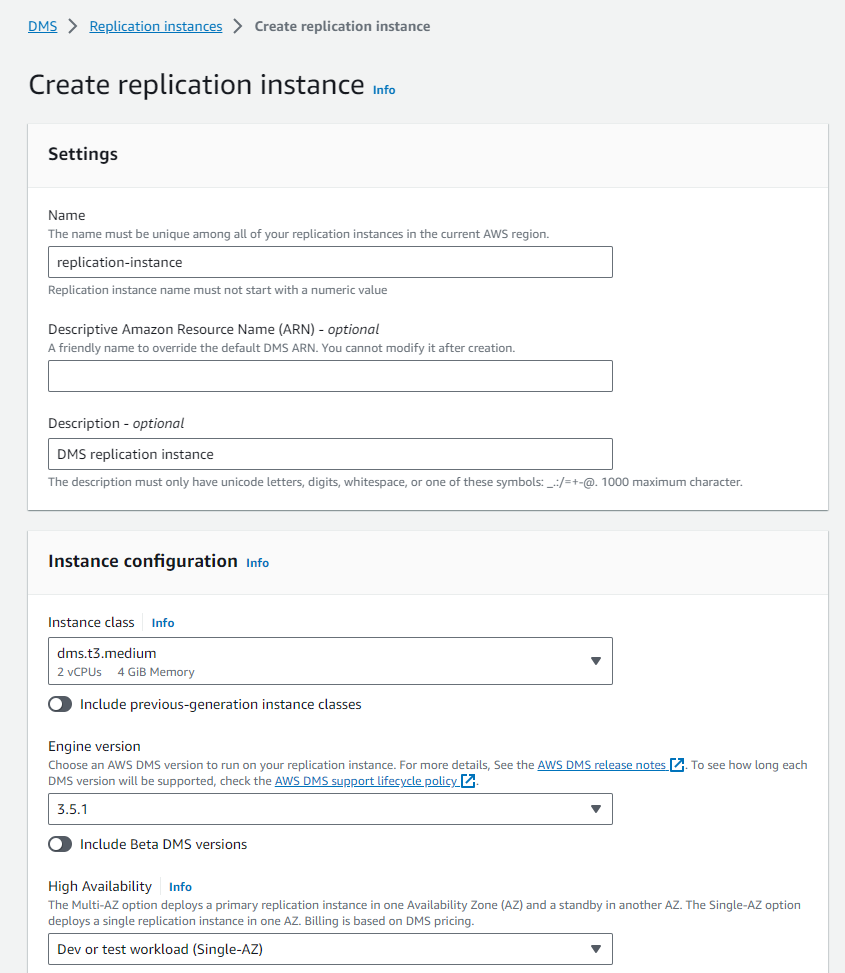 DMS > Replication instances > Create replication instance
Create replication instance Info
Settings
Name
The name must be unique among all of your replication instances in the current AWS region.
replication-instance
Replication instance name must not start with a numeric value
Descriptive Amazon Resource Name (ARN) - optional
A friendly name to override the default DMS ARN. You cannot modify it after creation.
Description - optional
DMS replication instance
The description must only have unicode letters, digits, whitespace, or one of these symbols: _.:/=+-@. 1000 maximum character.
Instance configuration Info
Instance class Info
dms.t3.medium
2 vCPUs 4 GiB Memory
Include previous-generation instance classes
Engine version
Choose an AWS DMS version to run on your replication instance. For more details, See the AWS DMS release notes. To see how long each
DMS version will be supported, check the AWS DMS support lifecycle policy.
3.5.1
Include Beta DMS versions
High Availability Info
The Multi-AZ option deploys a primary replication instance in one Availability Zone (AZ) and a standby in another AZ. The Single-AZ option
deploys a single replication instance in one AZ. Billing is based on DMS pricing.
Dev or test workload (Single-AZ)